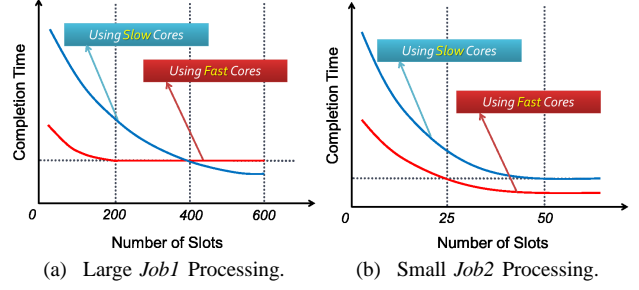 Completion Time
Using Slow Cores
Using Fast Cores
0
200
400
600
Number of Slots
(a) Large Job1 Processing.
Completion Time
Using Slow Cores
Using Fast Cores
0
25
50
Number of Slots
(b) Small Job2 Processing.